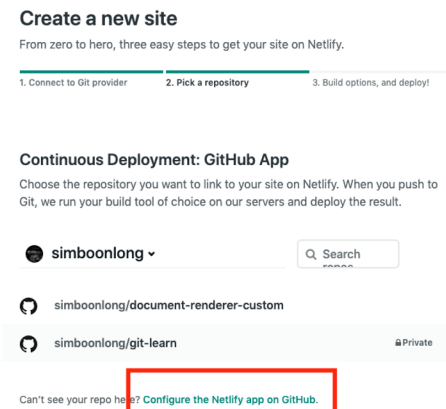 Create a new site
From zero to hero, three easy steps to get your site on Netlify.
1. Connect to Git provider
2. Pick a repository
3. Build options, and deploy!
Continuous Deployment: GitHub App
Choose the repository you want to link to your site on Netlify. When you push to
Git, we run your build tool of choice on our servers and deploy the result.
simboonlong
Search
repos
simboonlong/document-renderer-custom
simboonlong/git-learn
Private
Can't see your repo here? Configure the Netlify app on GitHub.